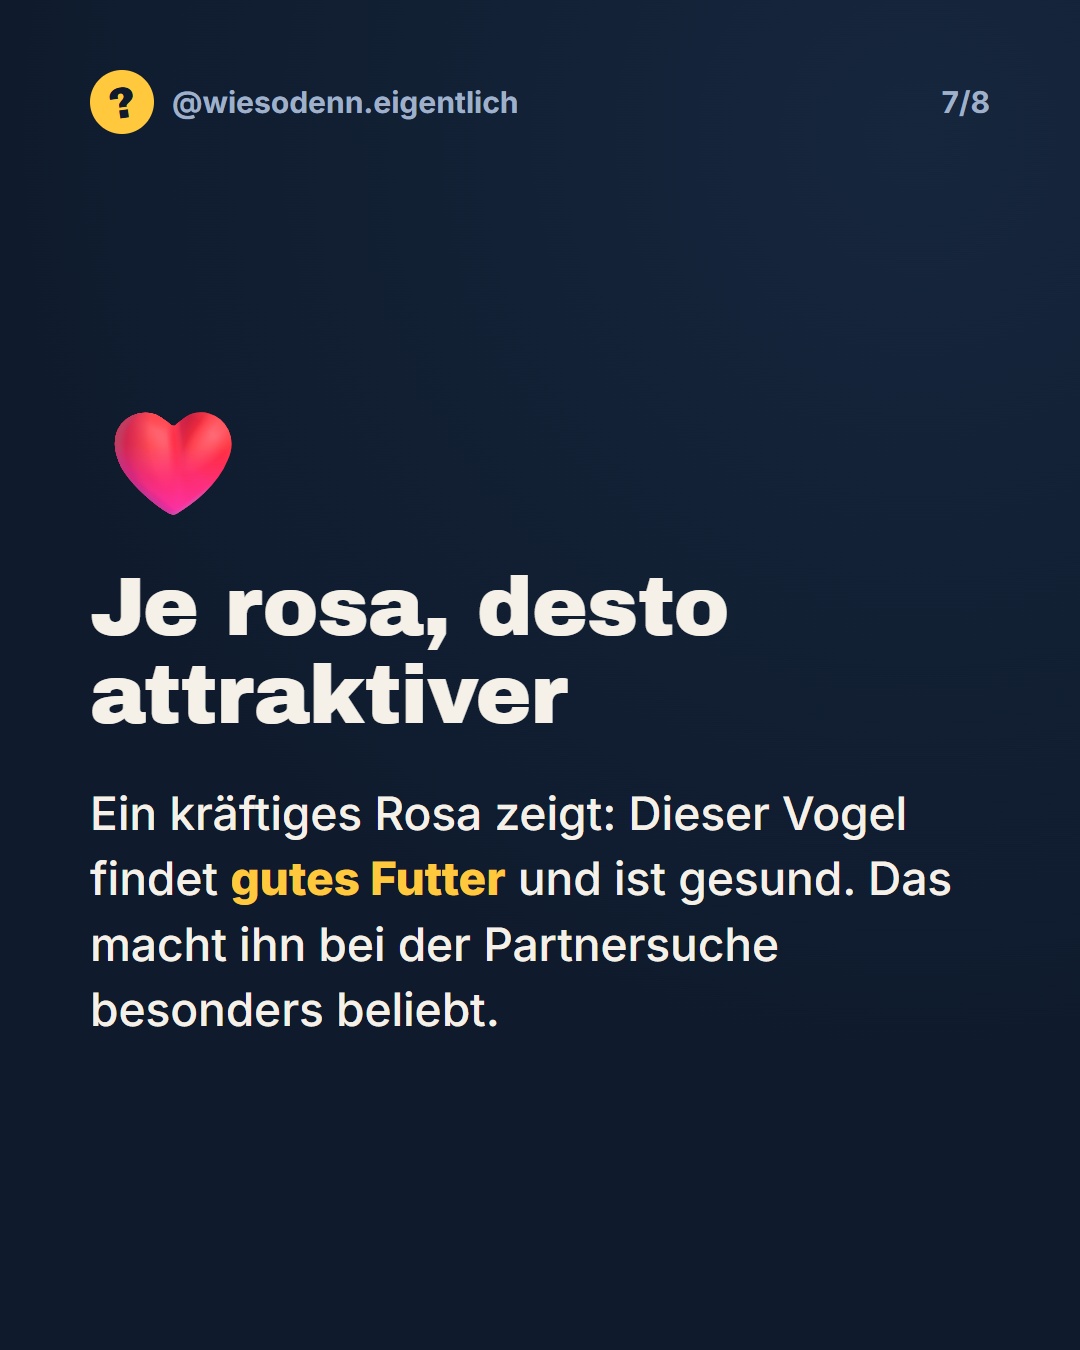 ?
@wiesodenn.eigentlich
7/8
Je rosa, desto
attraktiver
Ein kräftiges Rosa zeigt: Dieser Vogel
findet gutes Futter und ist gesund. Das
macht ihn bei der Partnersuche
besonders beliebt.